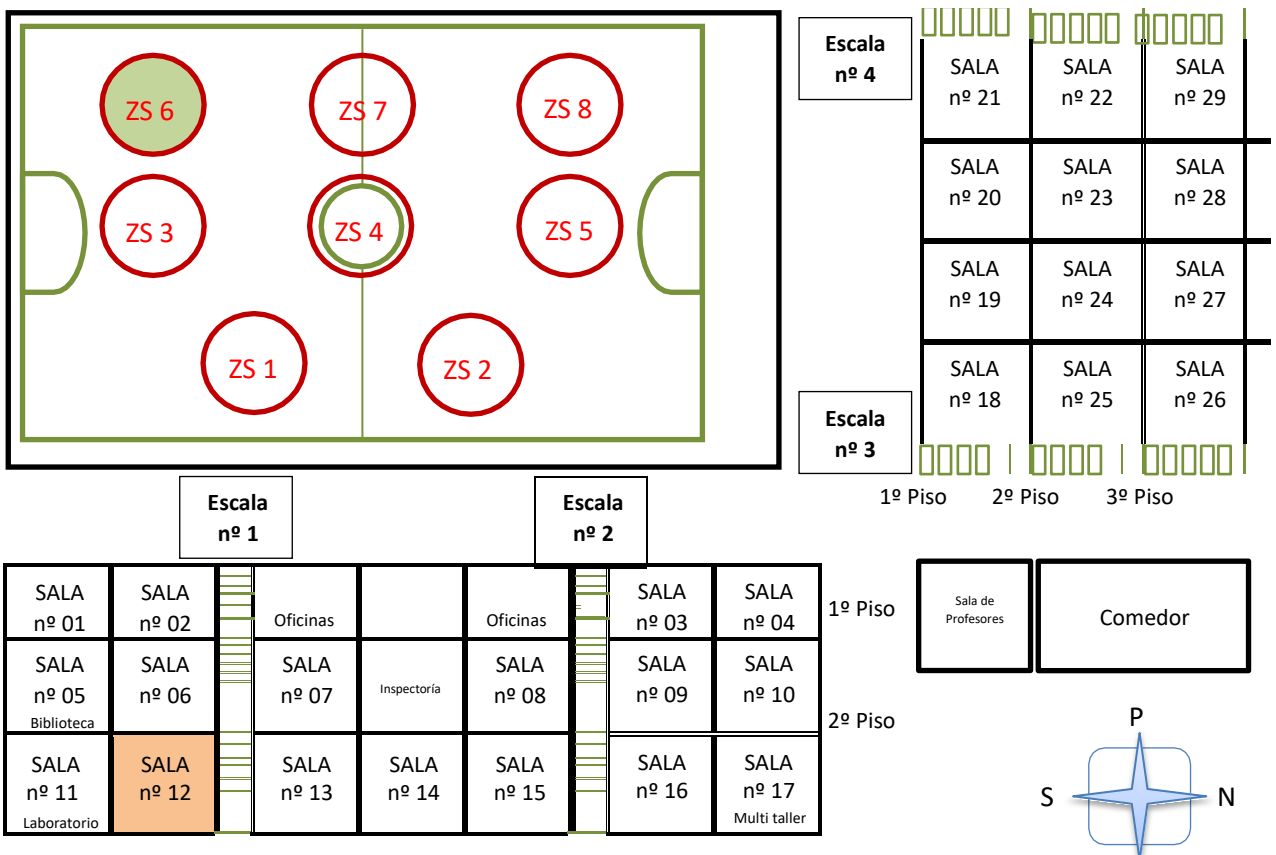 ZS 6
ZS 7
ZS 8
ZS 3
ZS 4
ZS 5
ZS 1
ZS 2
Escala
nº 4
SALA
nº 21
SALA
nº 22
SALA
nº 29
SALA
nº 20
SALA
nº 23
SALA
nº 28
SALA
nº 19
SALA
nº 24
SALA
nº 27
SALA
nº 18
SALA
nº 25
SALA
nº 26
Escala
nº 3
1º Piso
2º Piso
3º Piso
Escala
nº 1
Escala
nº 2
SALA
nº 01
SALA
nº 02
Oficinas
Oficinas
SALA
nº 03
SALA
nº 04
1º Piso
SALA
nº 05
Biblioteca
SALA
nº 06
SALA
nº 07
Inspectoría
SALA
nº 08
SALA
nº 09
SALA
nº 10
2º Piso
SALA
nº 11
Laboratorio
SALA
nº 12
SALA
nº 13
SALA
nº 14
SALA
nº 15
SALA
nº 16
SALA
nº 17
Multi taller
Sala de
Profesores
Comedor
P
S
N